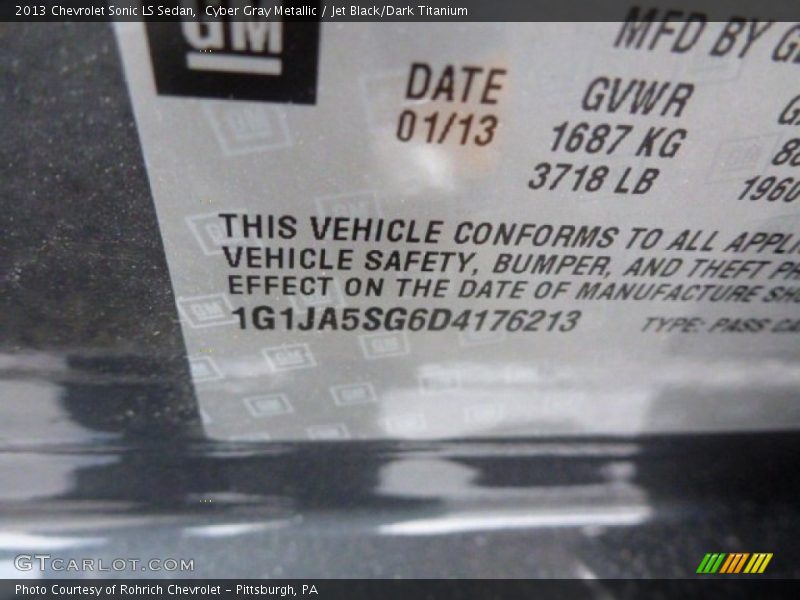 2013 Chevrolet Sonic LS Sedan, Cyber Gray Metallic / Jet Black/Dark Titanium
GM
MFD BY
DATE
01/13
GVWR
1687 KG
3718 LB
1960
THIS VEHICLE CONFORMS TO ALL
VEHICLE SAFETY, BUMPER, AND THEFT
EFFECT ON THE DATE OF MANUFACTURE
1G1JA5SG6D4176213
TYPE: PASS
GTCARLOT.COM
Photo Courtesy of Rohrich Chevrolet - Pittsburgh, PA